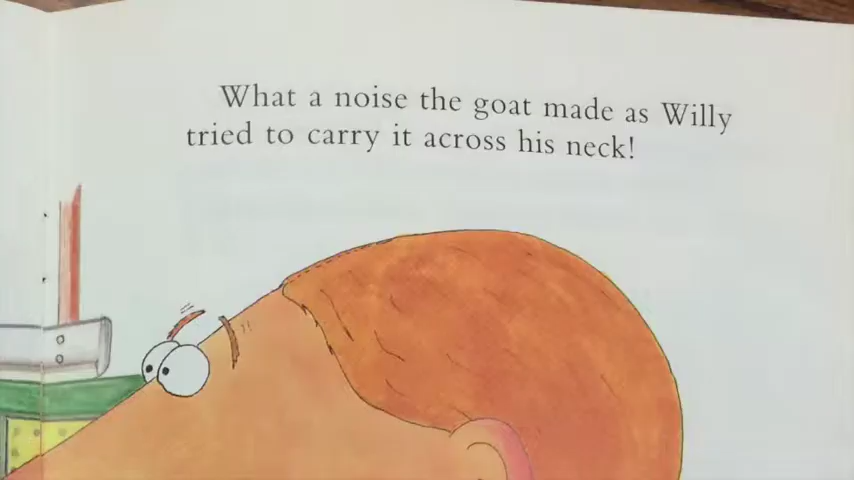 What a noise the goat made as Willy
tried to carry it across his neck!